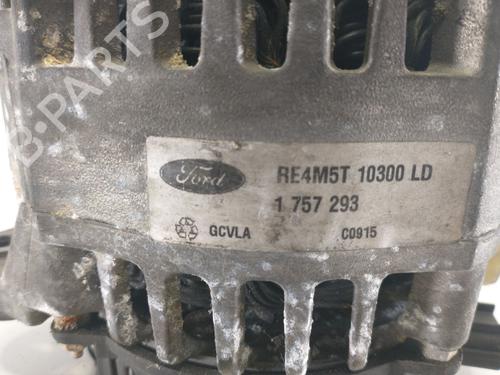 B-PARTS
Ford
RE4M5T 10300 LD
1 757 293
GCVLA
C0915